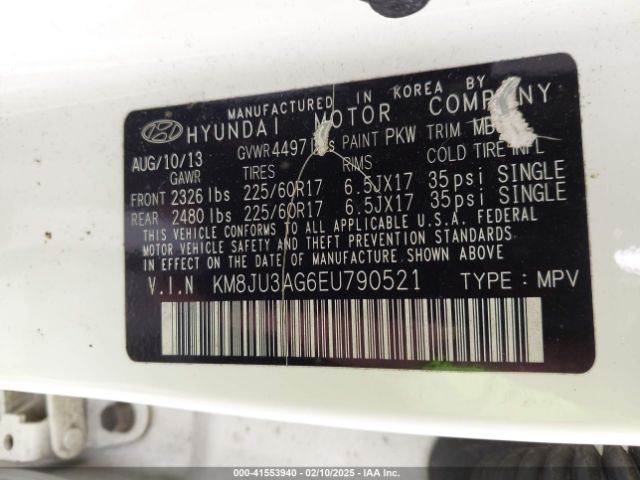 MANUFACTURED IN KOREA BY
HYUNDAI MOTOR COMPANY
AUG/10/13 GVWR 4497 PAINT PKW TRIM
GAWR TIRES RIMS COLD TIRE INFL
FRONT 2326 lbs 225/60R17 6.5JX17 35psi SINGLE
REAR 2480 lbs 225/60R17 6.5JX17 35psi SINGLE
THIS VEHICLE CONFORMS TO ALL APPLICABLE U.S.A. FEDERAL
MOTOR VEHICLE SAFETY AND THEFT PREVENTION STANDARDS
IN EFFECT ON THE DATE OF MANUFACTURE SHOWN ABOVE
V.I.N KM8JU3AG6EU790521 TYPE : MPV
000-41553940 - 02/10/2025 - IAA Inc.